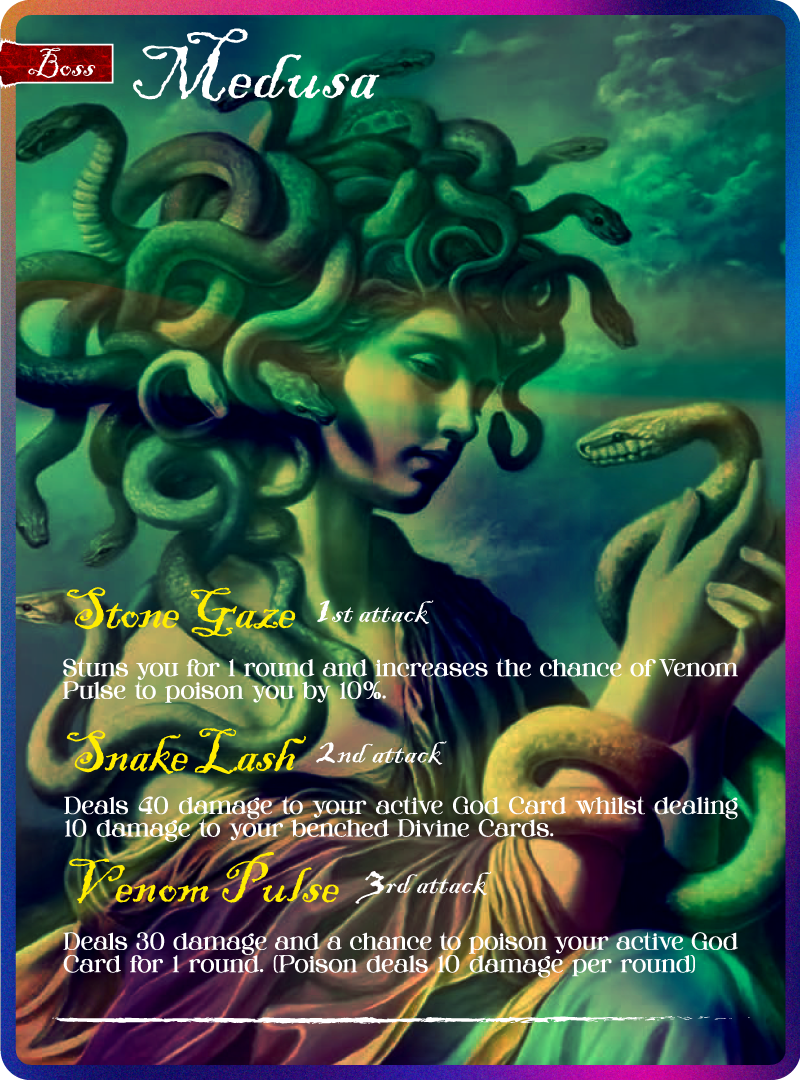 Boss
Medusa
Stone Gaze 1st attack
Stuns you for 1 round and increases the chance of Venom
Pulse to poison you by 10%.
Snake Lash 2nd attack
Deals 40 damage to your active God Card whilst dealing
10 damage to your benched Divine Cards.
Venom Pulse 3rd attack
Deals 30 damage and a chance to poison your active God
Card for 1 round. (Poison deals 10 damage per round)